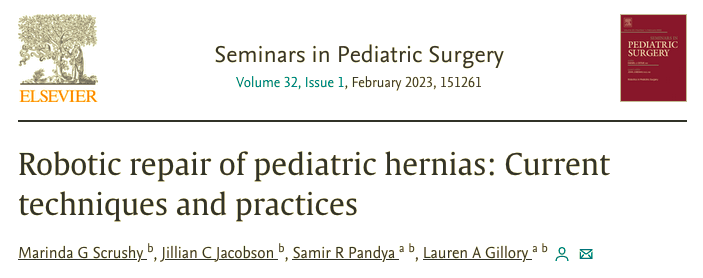 ELSEVIER
Seminars in Pediatric Surgery
Volume 32, Issue 1, February 2023, 151261
PEDIATRIC
SURGERY
Robotic repair of pediatric hernias: Current
techniques and practices
Marinda G Scrushy b, Jillian C Jacobson b, Samir R Pandya a b, Lauren A Gillory a b